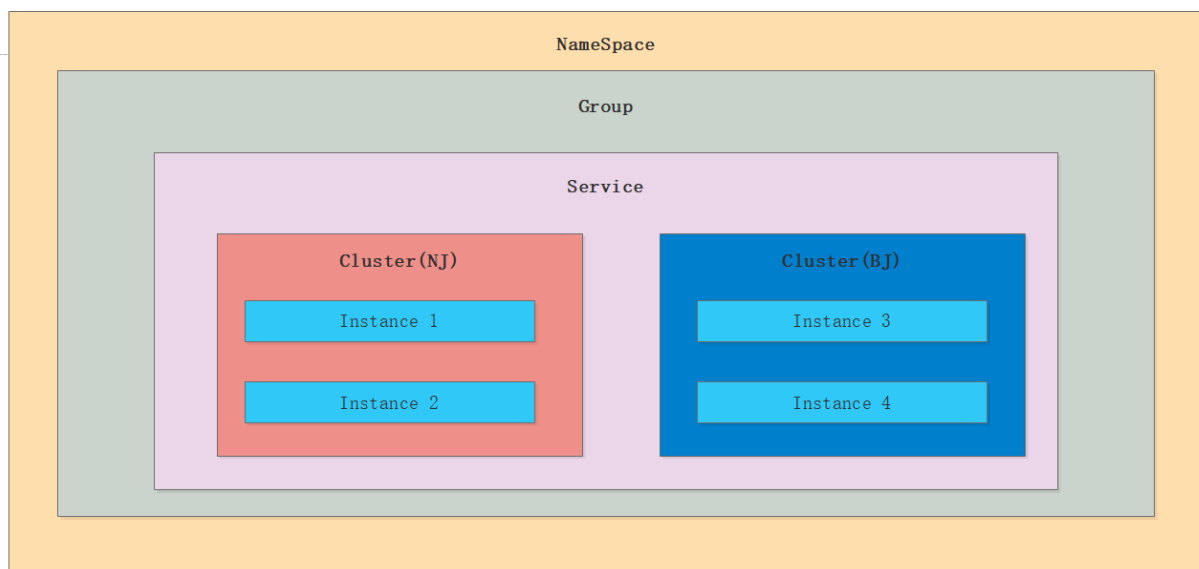 NameSpace
Group
Service
Cluster(NJ)
Cluster(BJ)
Instance 1
Instance 3
Instance 2
Instance 4